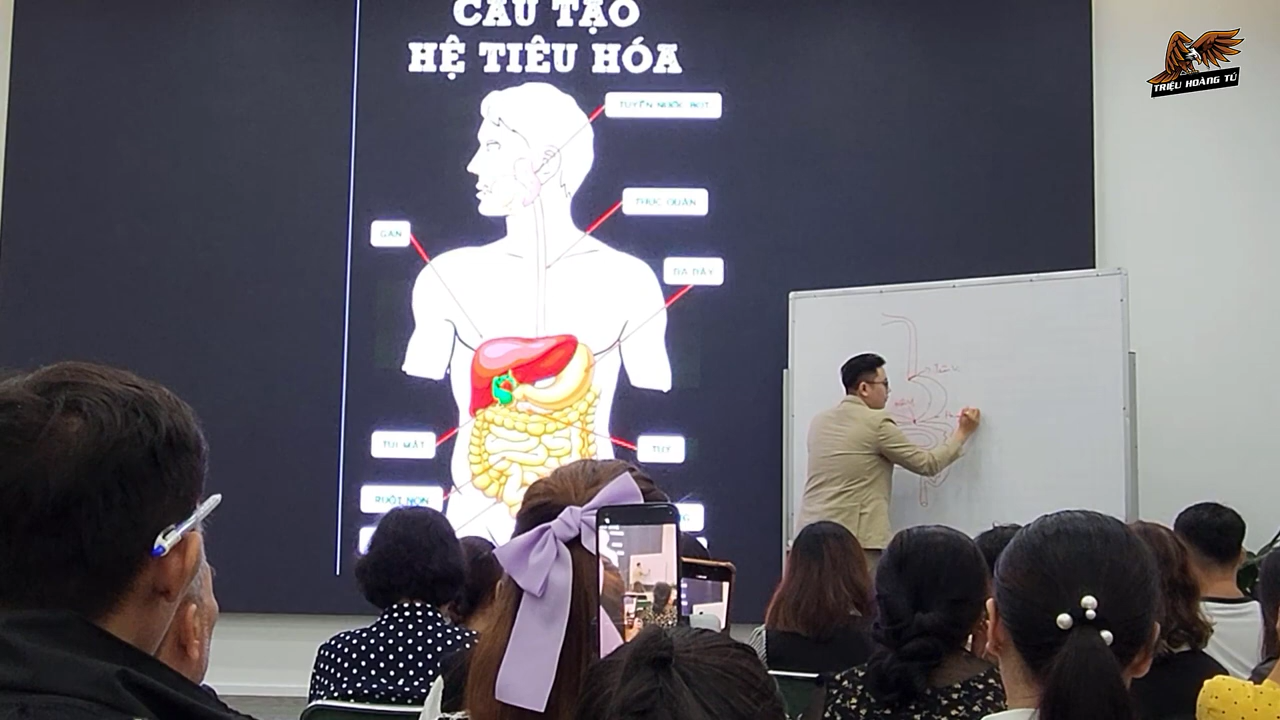 CẤU TẠO
HỆ TIÊU HÓA
TUYẾN NƯỚC BỌT
THỰC QUẢN
GAN
DẠ DÀY
TÚI MẬT
TỤY
RUỘT NON
TRIỆU HOÀNG TÚ